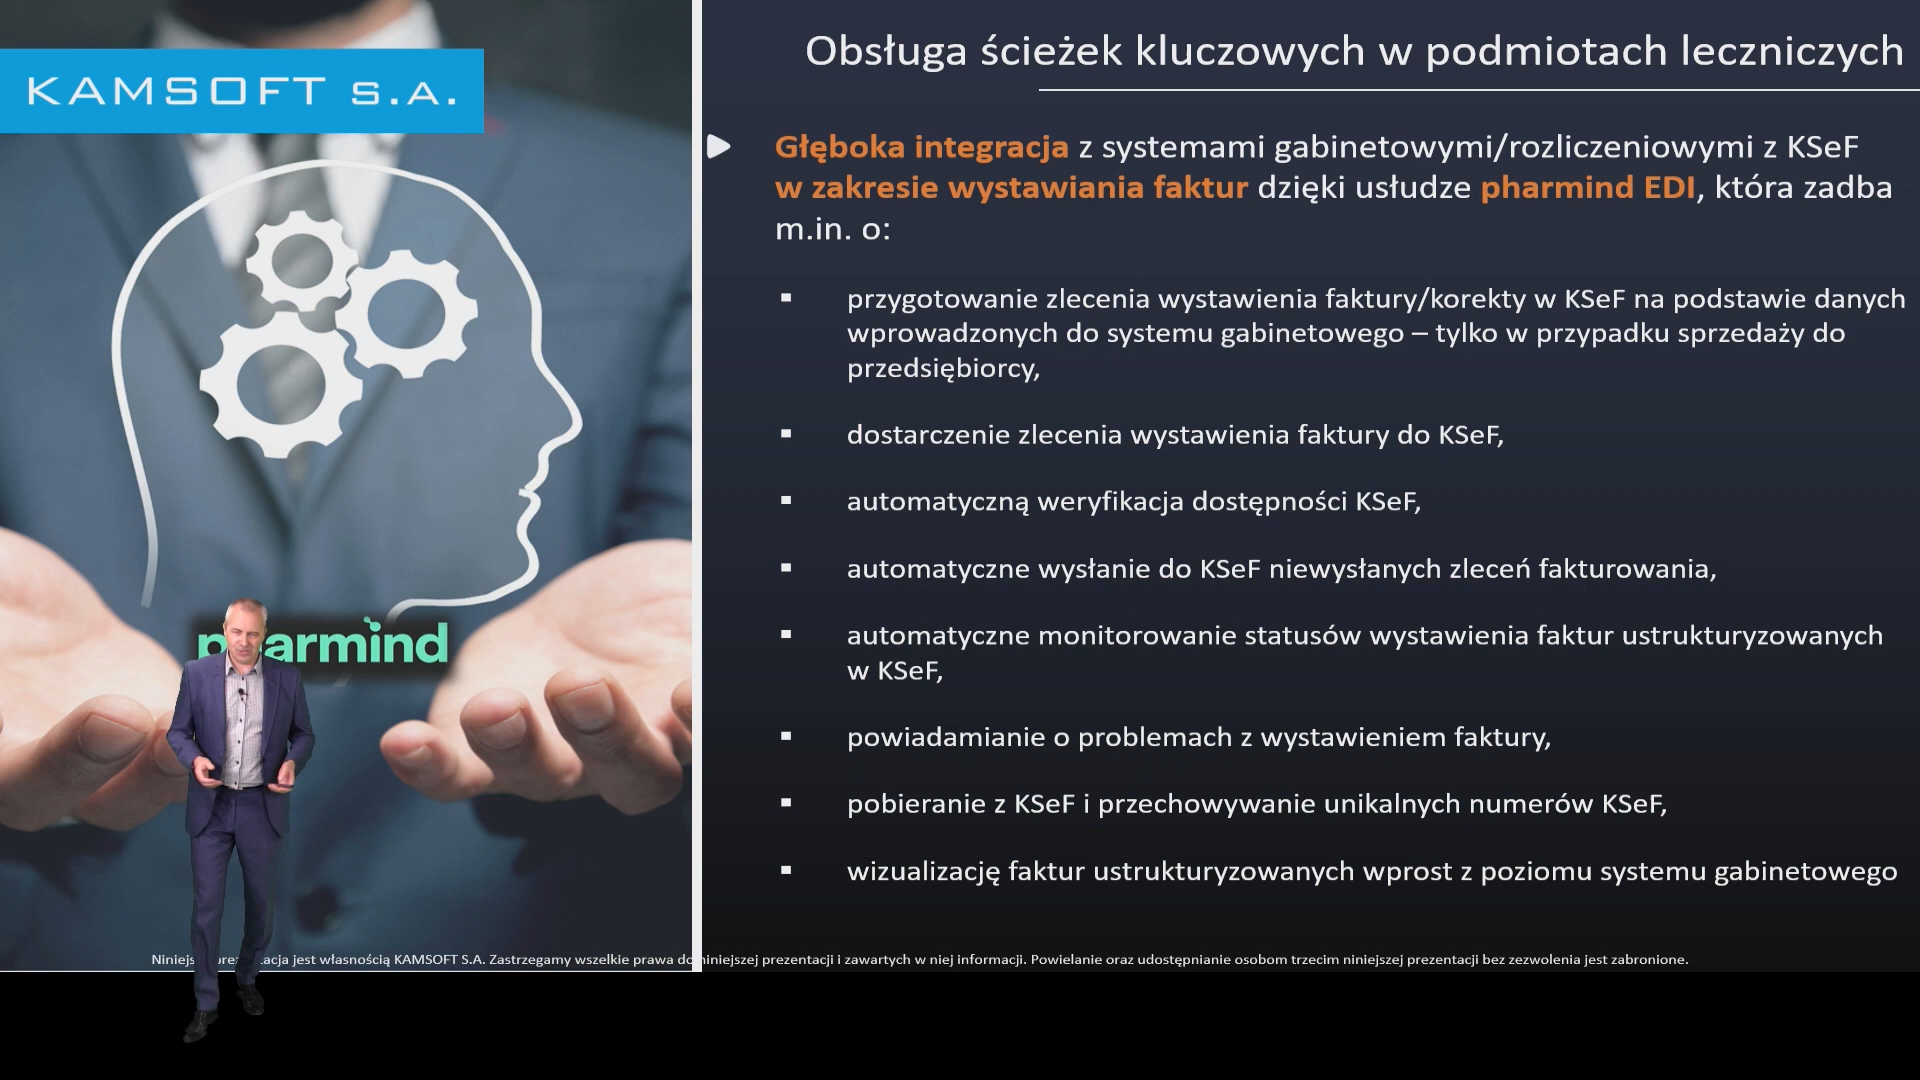 KAMSOFT S.A.
Obsługa ścieżek kluczowych w podmiotach leczniczych
Głęboka integracja z systemami gabinetowymi/rozliczeniowymi z KSeF
w zakresie wystawiania faktur dzięki usłudze pharmind EDI, która zadba
m.in. o:
przygotowanie zlecenia wystawienia faktury/korekty w KSeF na podstawie danych
wprowadzonych do systemu gabinetowego – tylko w przypadku sprzedaży do
przedsiębiorcy,
dostarczenie zlecenia wystawienia faktury do KSeF,
automatyczną weryfikacja dostępności KSeF,
automatyczne wysłanie do KSeF niewysłanych zleceń fakturowania,
automatyczne monitorowanie statusów wystawienia faktur ustrukturyzowanych
w KSeF,
powiadamianie o problemach z wystawieniem faktury,
pobieranie z KSeF i przechowywanie unikalnych numerów KSeF,
wizualizację faktur ustrukturyzowanych wprost z poziomu systemu gabinetowego
pharmind
jest własnością KAMSOFT S.A. Zastrzegamy wszelkie prawa do niniejszej prezentacji i zawartych w niej informacji. Powielanie oraz udostępnianie osobom trzecim niniejszej prezentacji bez zezwolenia jest zabronione.